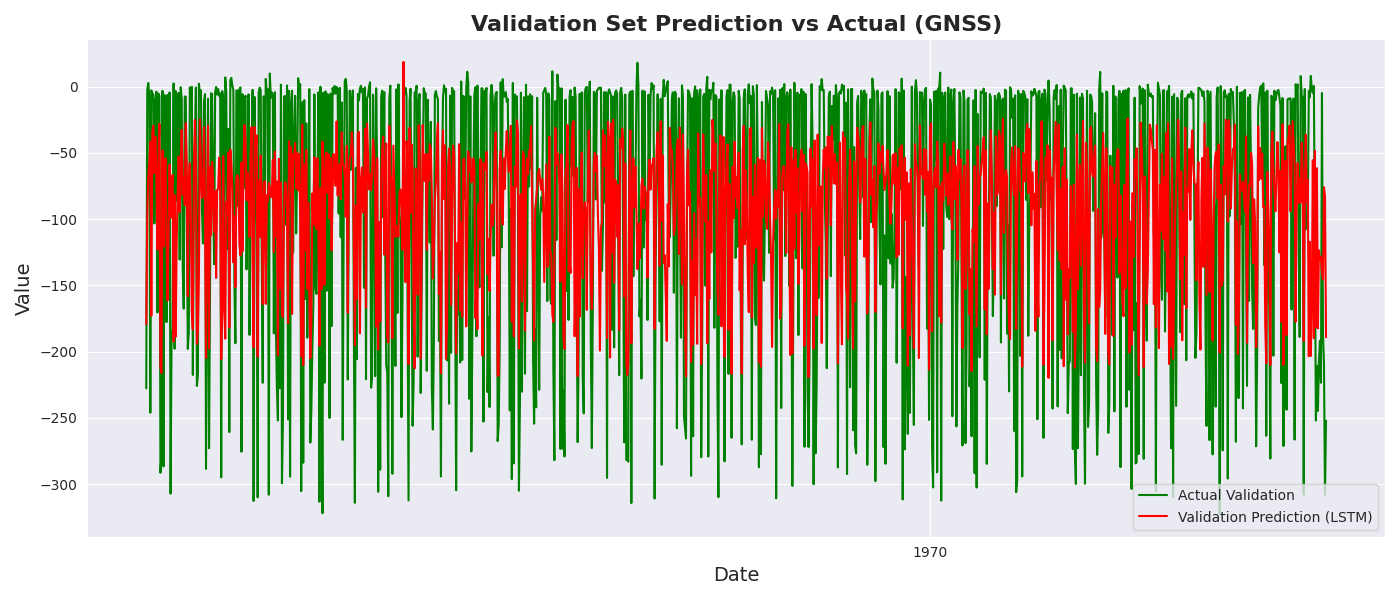 Validation Set Prediction vs Actual (GNSS)
Value
0
−50
−100
−150
−200
−250
−300
Actual Validation
Validation Prediction (LSTM)
1970
Date